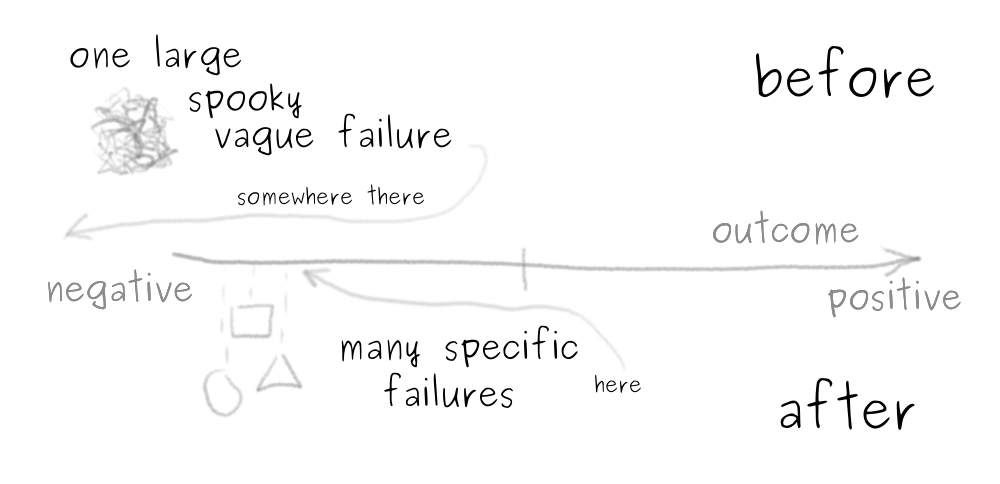 one large
spooky
vague failure
before
somewhere there
outcome
negative
positive
many specific
failures
here
after